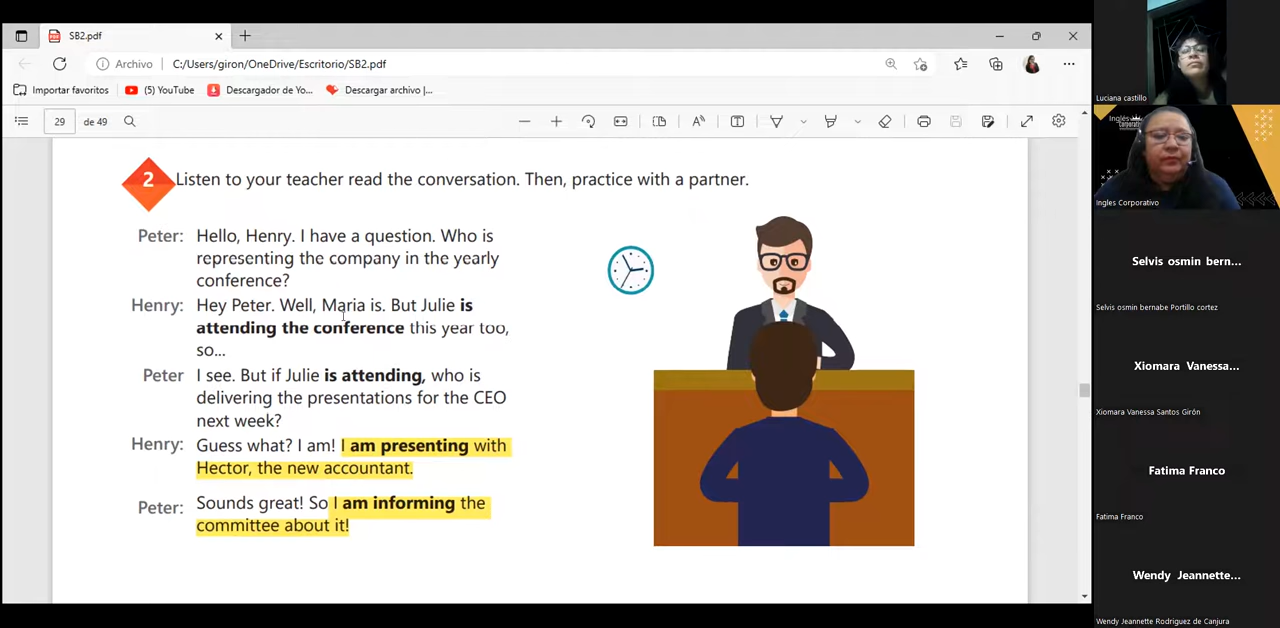 SB2.pdf
Archivo C:/Users/giron/OneDrive/Escritorio/SB2.pdf
Importar favoritos (5) YouTube Descargador de Yo... Descargar archivo |...
29 de 49
2 Listen to your teacher read the conversation. Then, practice with a partner.
Peter: Hello, Henry. I have a question. Who is
representing the company in the yearly
conference?
Henry: Hey Peter. Well, Maria is. But Julie is
attending the conference this year too,
so...
Peter I see. But if Julie is attending, who is
delivering the presentations for the CEO
next week?
Henry: Guess what? I am! I am presenting with
Hector, the new accountant.
Peter: Sounds great! So I am informing the
committee about it!
Luciana castillo
Inglés
Corporativo
Ingles Corporativo
Selvis osmin bern...
Selvis osmin bernabe Portillo cortez
Xiomara Vanessa...
Xiomara Vanessa Santos Girón
Fatima Franco
Fatima Franco
Wendy Jeannette...
Wendy Jeannette Rodriguez de Canjura